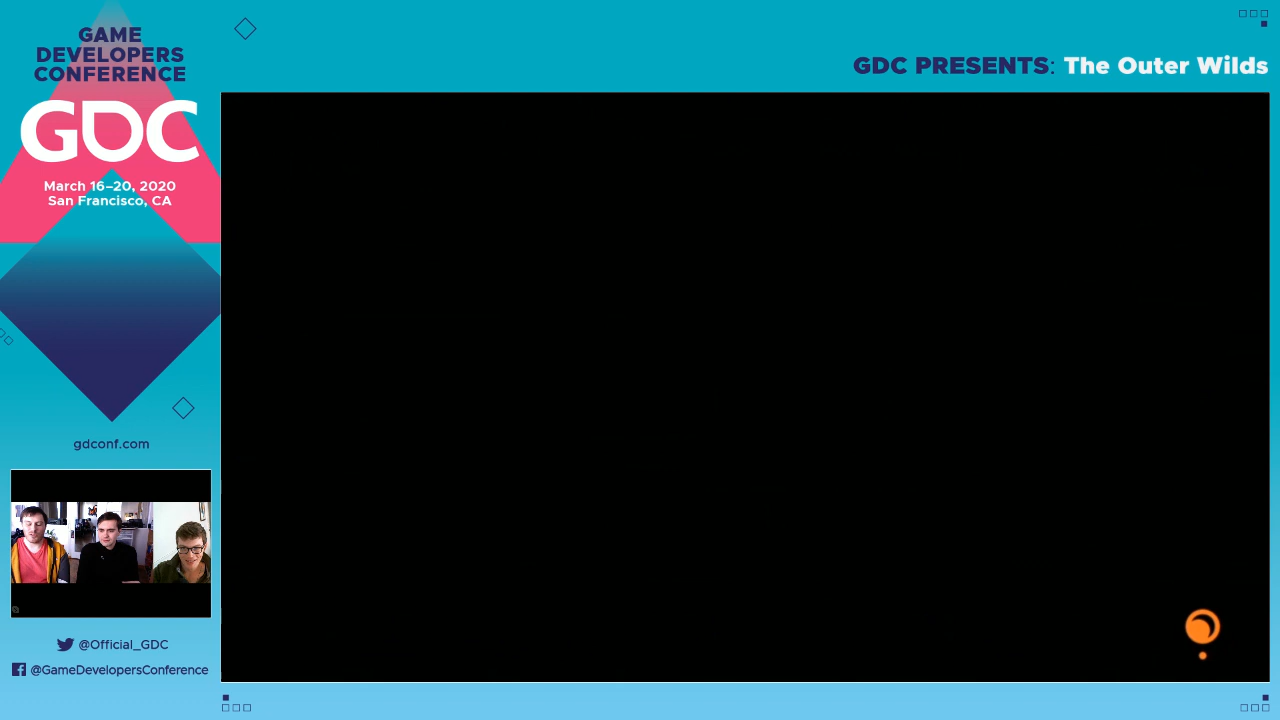 GAME
DEVELOPERS
CONFERENCE
GDC
March 16–20, 2020
San Francisco, CA
gdconf.com
@Official_GDC
@GameDevelopersConference
GDC PRESENTS: The Outer Wilds